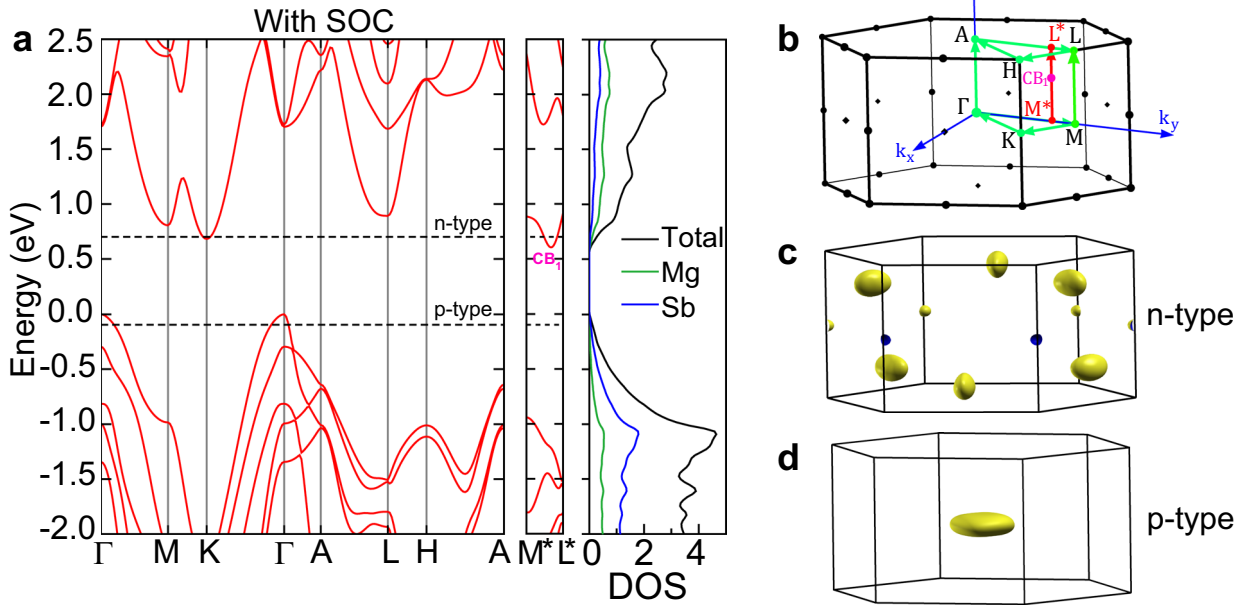 With SOC
a
Energy (eV)
2.5
2.0
1.5
1.0
0.5
0.0
-0.5
-1.0
-1.5
-2.0
n-type
p-type
CB1
Γ M K Γ A L H A M* L*
Total
Mg
Sb
0 2 4
DOS
b
A
L*
L
H
CB1
Γ
M*
ky
K
M
kx
c
n-type
d
p-type